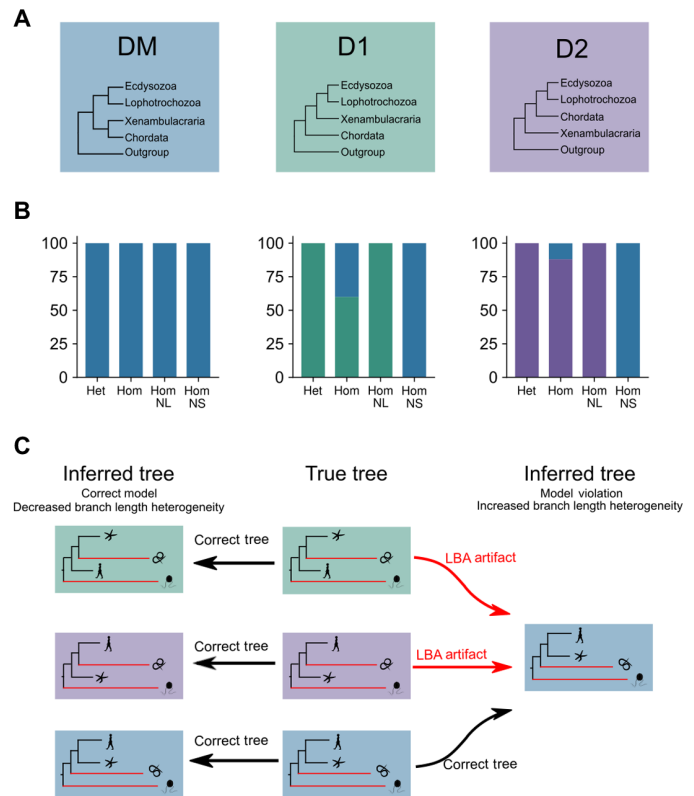 A
DM
Ecdysozoa
Lophotrochozoa
Xenambulacraria
Chordata
Outgroup
D1
Ecdysozoa
Lophotrochozoa
Xenambulacraria
Chordata
Outgroup
D2
Ecdysozoa
Lophotrochozoa
Chordata
Xenambulacraria
Outgroup
B
100
75
50
25
0
Het
Hom
Hom
NL
Hom
NS
100
75
50
25
0
Het
Hom
Hom
NL
Hom
NS
100
75
50
25
0
Het
Hom
Hom
NL
Hom
NS
C
Inferred tree
Correct model
Decreased branch length heterogeneity
True tree
Inferred tree
Model violation
Increased branch length heterogeneity
Correct tree
LBA artifact
Correct tree
LBA artifact
Correct tree
Correct tree